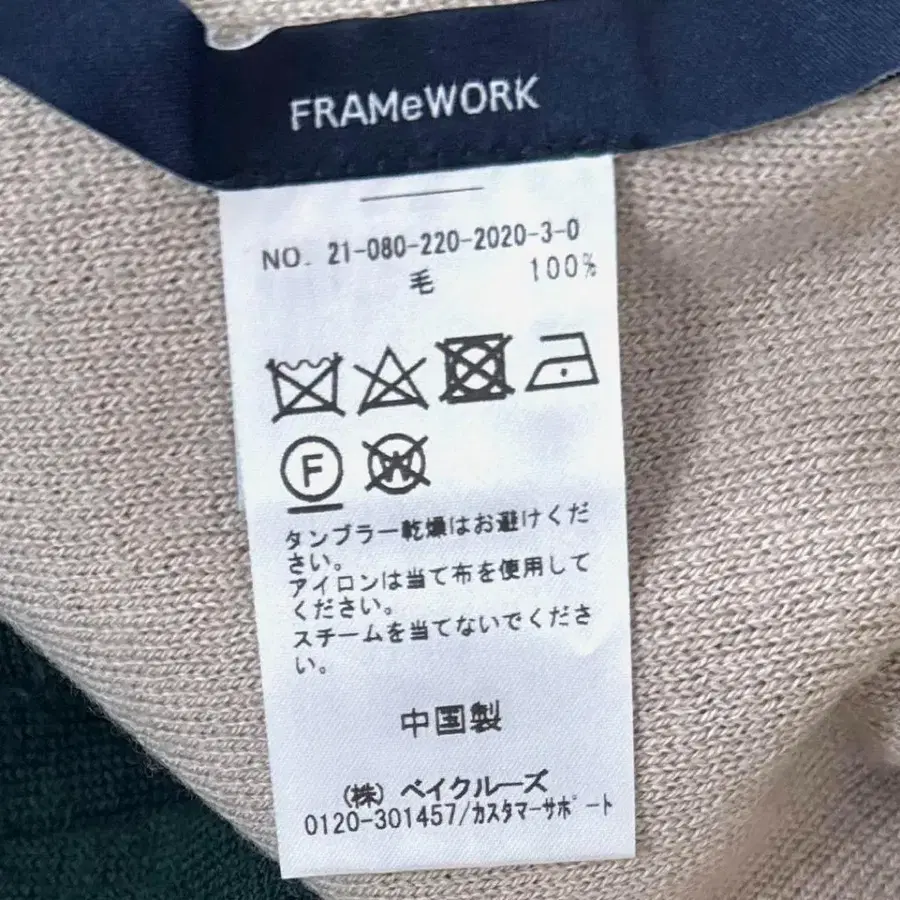 FRAMeWORK
NO. 21-080-220-2020-3-0
毛 100%
F W
タンブラー乾燥はお避けくだ
さい。
アイロンは当て布を使用して
ください。
スチームを当てないでくださ
い。
中国製
(株) ベイクルーズ
0120-301457/カスタマーサポート